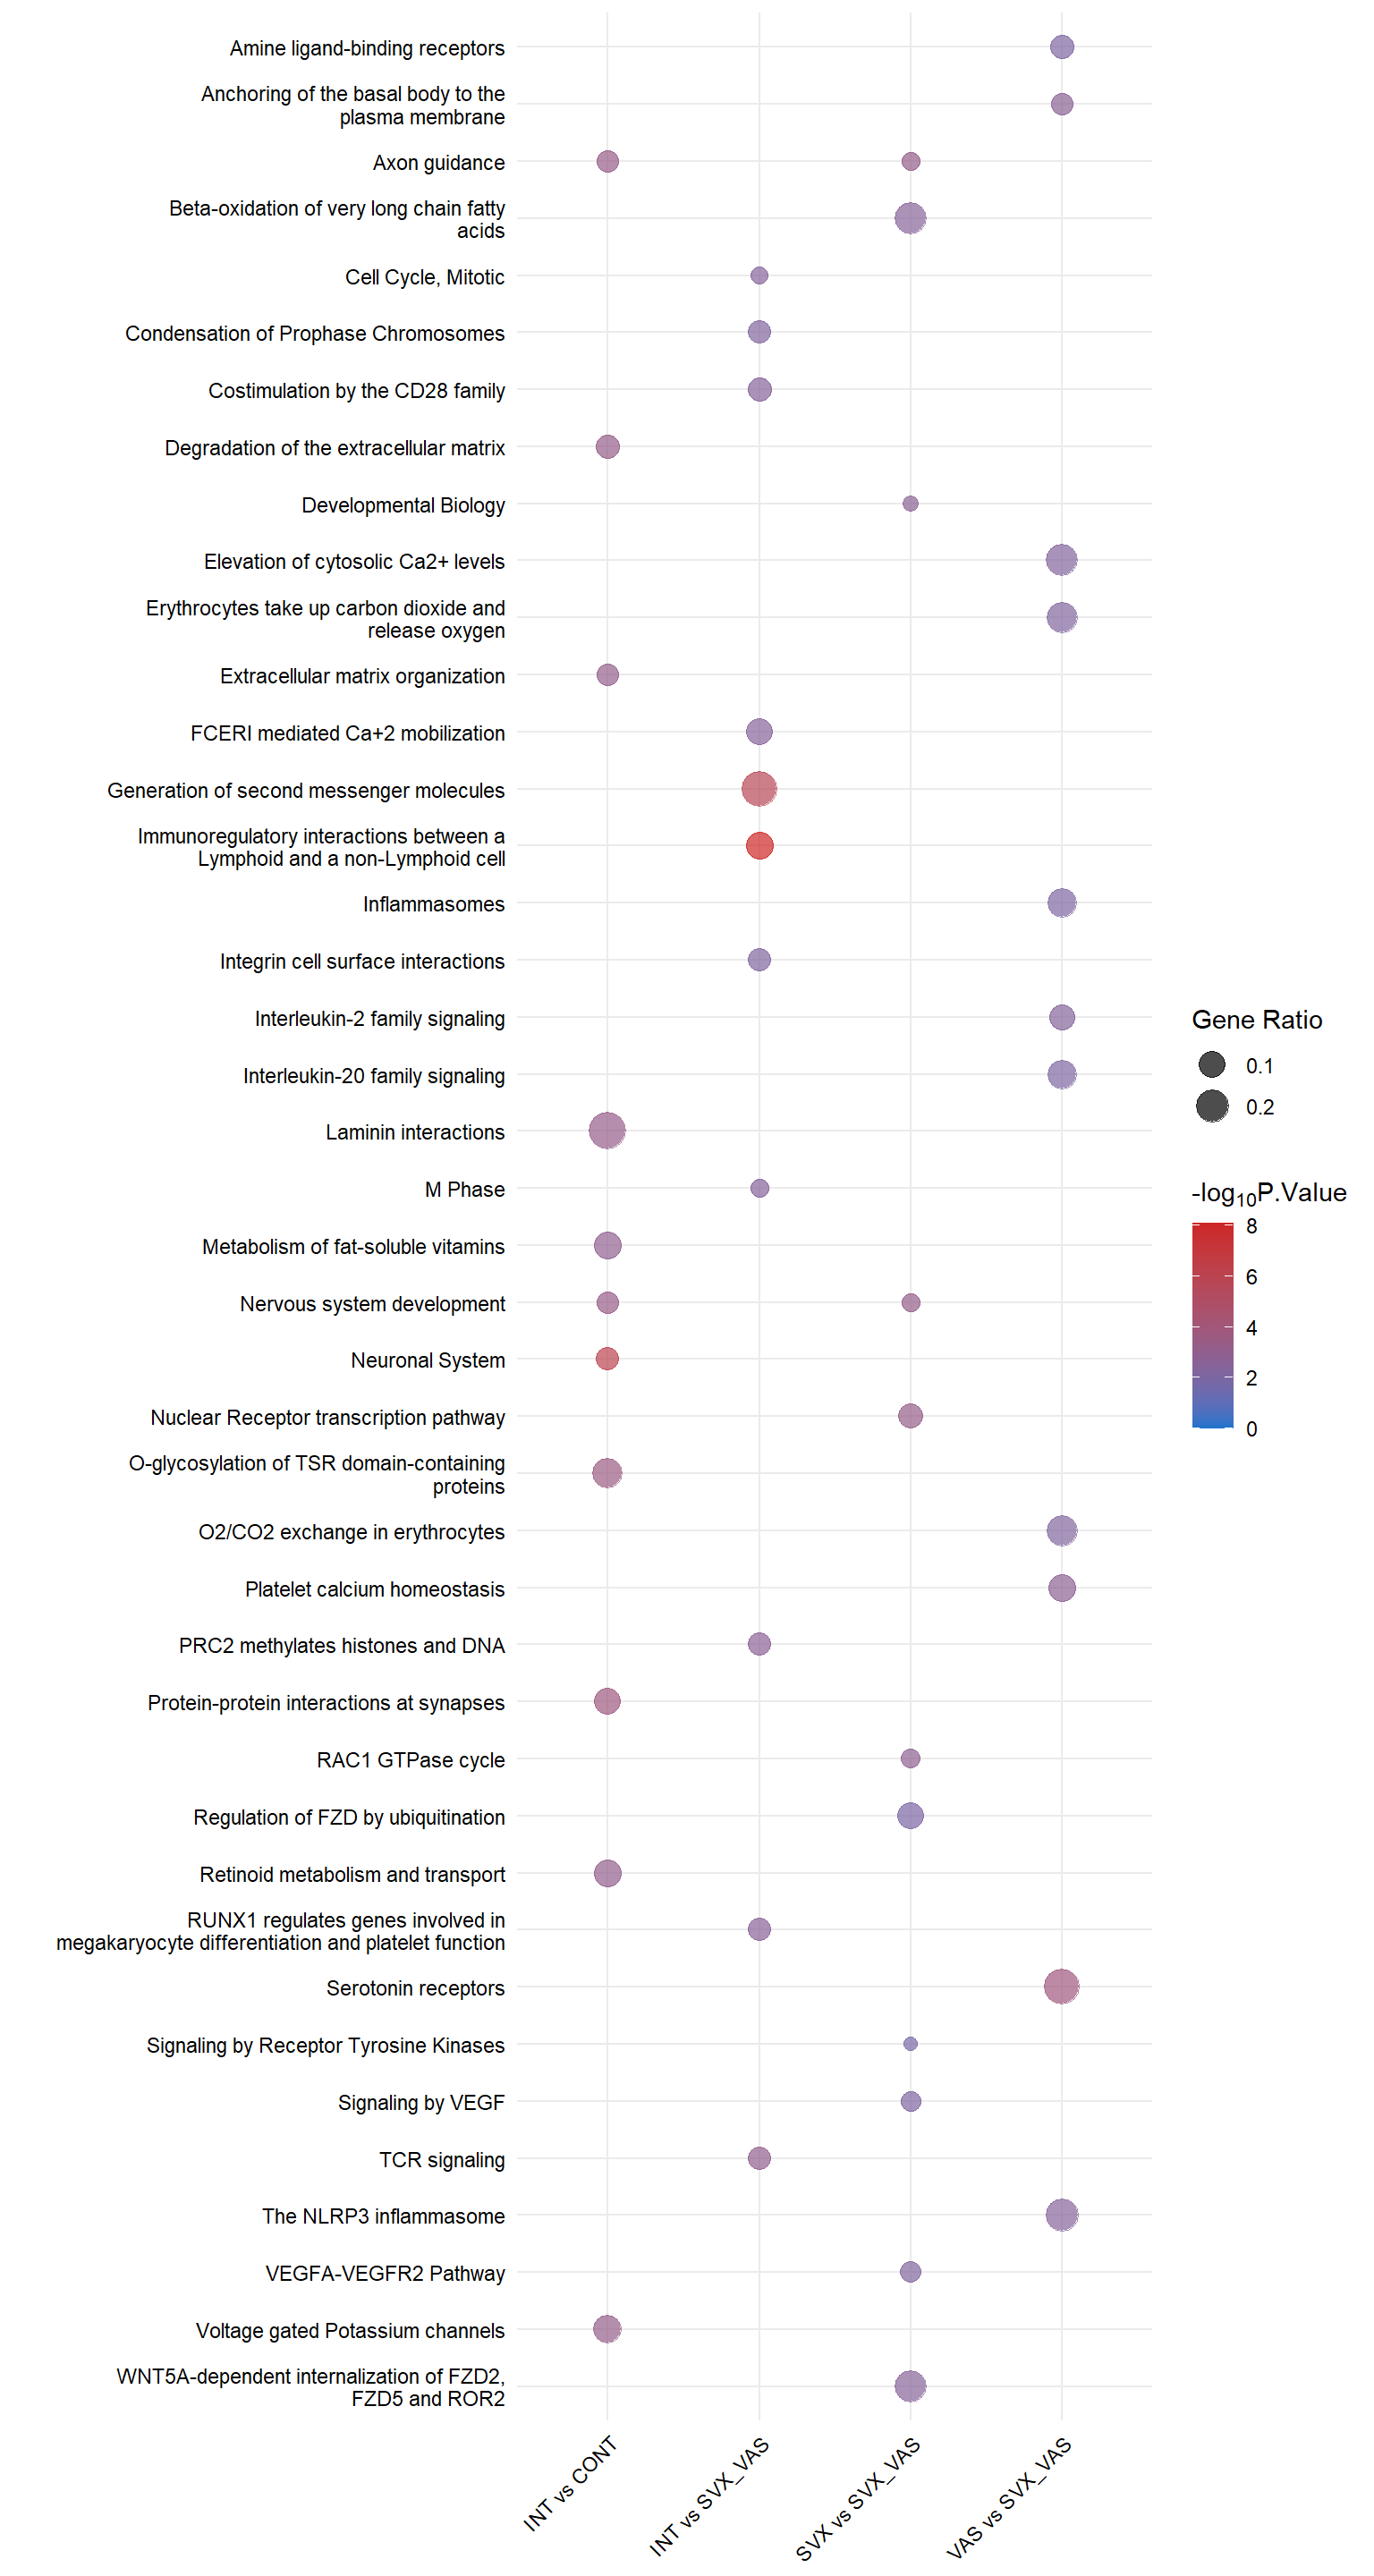 Amine ligand-binding receptors
Anchoring of the basal body to the
plasma membrane
Axon guidance
Beta-oxidation of very long chain fatty
acids
Cell Cycle, Mitotic
Condensation of Prophase Chromosomes
Costimulation by the CD28 family
Degradation of the extracellular matrix
Developmental Biology
Elevation of cytosolic Ca2+ levels
Erythrocytes take up carbon dioxide and
release oxygen
Extracellular matrix organization
FCERI mediated Ca+2 mobilization
Generation of second messenger molecules
Immunoregulatory interactions between a
Lymphoid and a non-Lymphoid cell
Inflammasomes
Integrin cell surface interactions
Interleukin-2 family signaling
Interleukin-20 family signaling
Laminin interactions
M Phase
Metabolism of fat-soluble vitamins
Nervous system development
Neuronal System
Nuclear Receptor transcription pathway
O-glycosylation of TSR domain-containing
proteins
O2/CO2 exchange in erythrocytes
Platelet calcium homeostasis
PRC2 methylates histones and DNA
Protein-protein interactions at synapses
RAC1 GTPase cycle
Regulation of FZD by ubiquitination
Retinoid metabolism and transport
RUNX1 regulates genes involved in
megakaryocyte differentiation and platelet function
Serotonin receptors
Signaling by Receptor Tyrosine Kinases
Signaling by VEGF
TCR signaling
The NLRP3 inflammasome
VEGFA-VEGFR2 Pathway
Voltage gated Potassium channels
WNT5A-dependent internalization of FZD2,
FZD5 and ROR2
INT vs CONT
INT vs SVX_VAS
SVX vs SVX_VAS
VAS vs SVX_VAS
Gene Ratio
0.1
0.2
-log₁₀P.Value
8
6
4
2
0